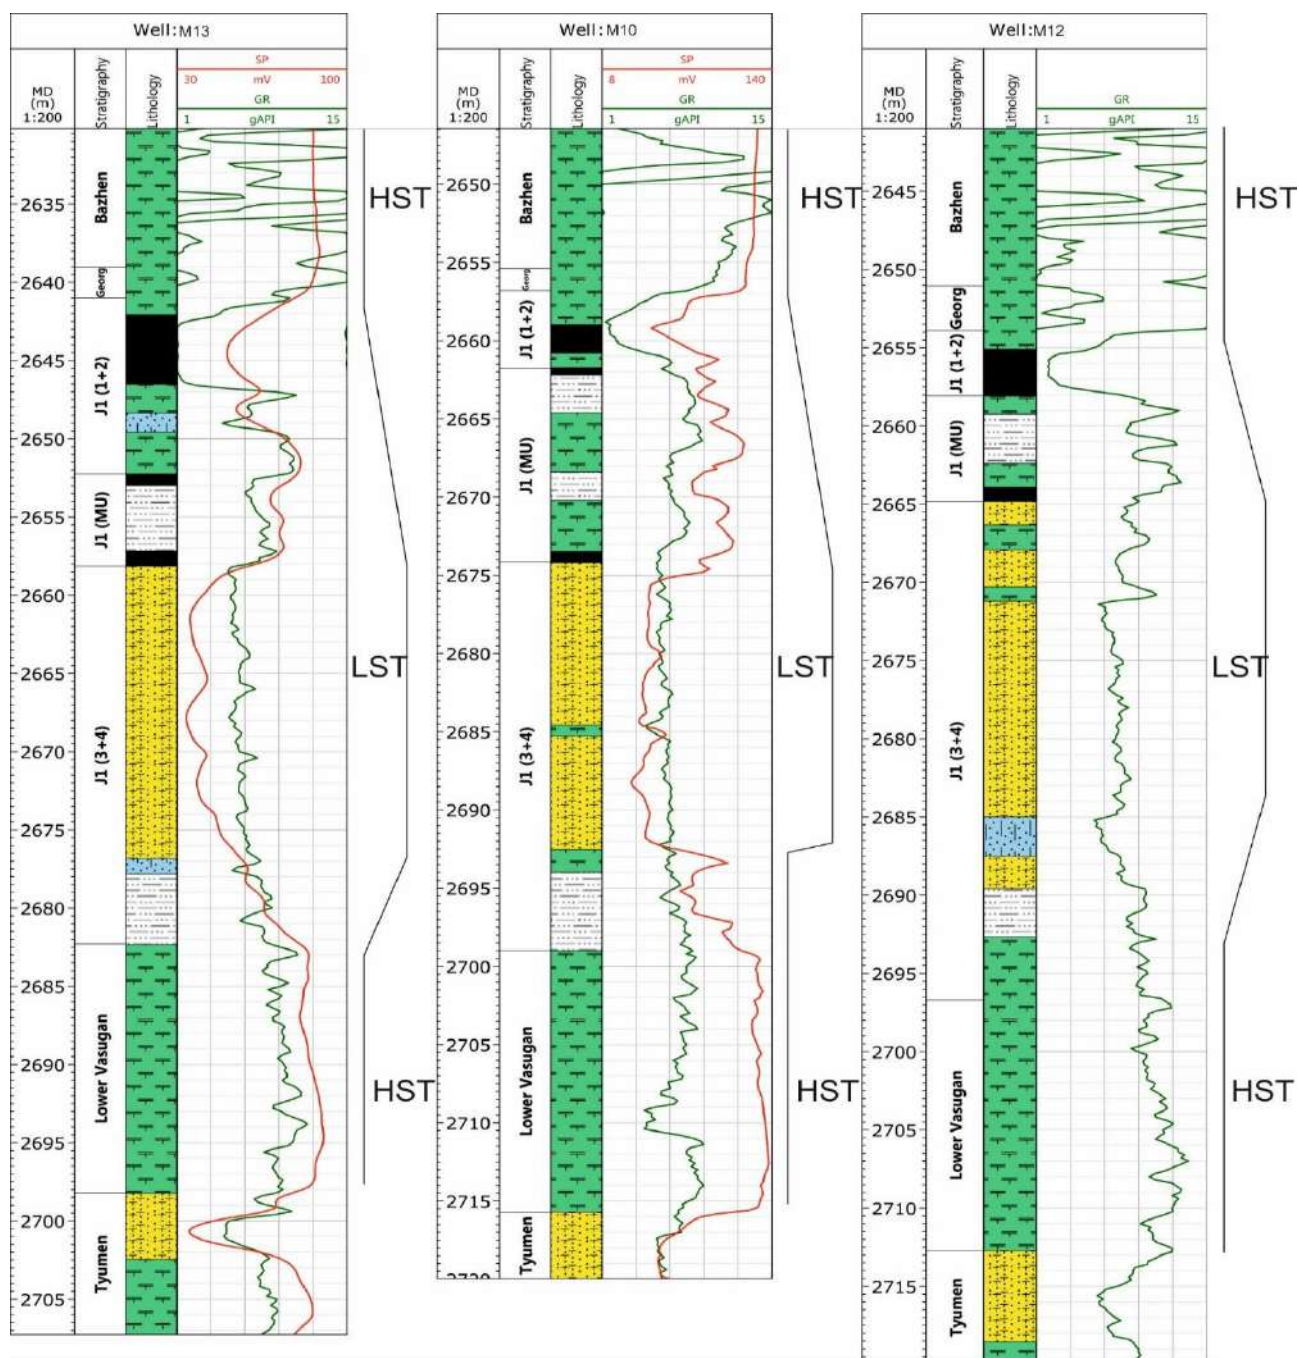 Well:M13
MD
(m)
1:200
Stratigraphy
Lithology
SP
30 mV 100
GR
1 gAPI 15
Bazhen
Georg
J1 (1+2)
J1 (MU)
J1 (3+4)
Lower Vasugan
Tyumen
2635
2640
2645
2650
2655
2660
2665
2670
2675
2680
2685
2690
2695
2700
2705
HST
LST
HST
Well:M10
MD
(m)
1:200
Stratigraphy
Lithology
SP
8 mV 140
GR
1 gAPI 15
Bazhen
Georg
J1 (1+2)
J1 (MU)
J1 (3+4)
Lower Vasugan
Tyumen
2650
2655
2660
2665
2670
2675
2680
2685
2690
2695
2700
2705
2710
2715
2720
HST
LST
HST
Well:M12
MD
(m)
1:200
Stratigraphy
Lithology
GR
1 gAPI 15
Bazhen
Georg
J1 (1+2)
J1 (MU)
J1 (3+4)
Lower Vasugan
Tyumen
2645
2650
2655
2660
2665
2670
2675
2680
2685
2690
2695
2700
2705
2710
2715
HST
LST
HST